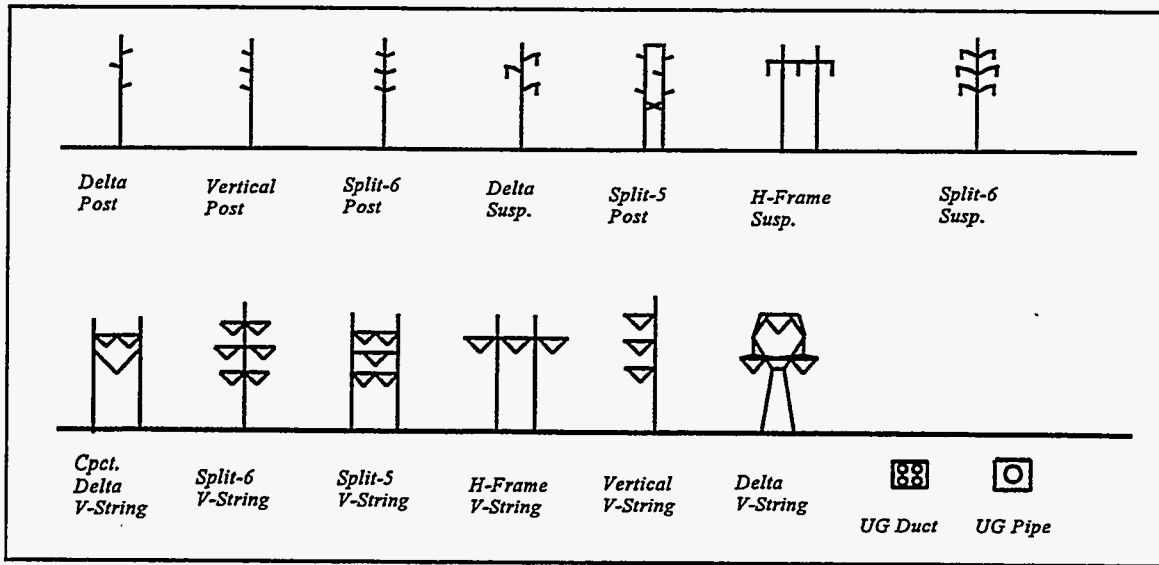 Delta
Post
Vertical
Post
Split-6
Post
Delta
Susp.
Split-5
Post
H-Frame
Susp.
Split-6
Susp.
Cpct.
Delta
V-String
Split-6
V-String
Split-5
V-String
H-Frame
V-String
Vertical
V-String
Delta
V-String
UG Duct
UG Pipe